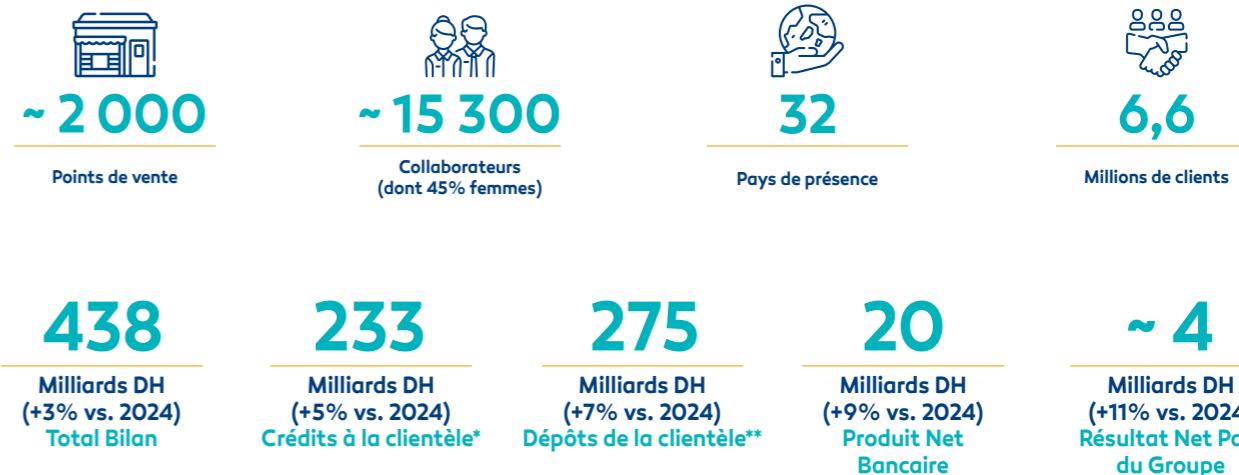 ~ 2 000
Points de vente
~ 15 300
Collaborateurs
(dont 45% femmes)
32
Pays de présence
6,6
Millions de clients
438
Milliards DH
(+3% vs. 2024)
Total Bilan
233
Milliards DH
(+5% vs. 2024)
Crédits à la clientèle*
275
Milliards DH
(+7% vs. 2024)
Dépôts de la clientèle**
20
Milliards DH
(+9% vs. 2024)
Produit Net
Bancaire
~ 4
Milliards DH
(+11% vs. 2024
Résultat Net Pa
du Groupe